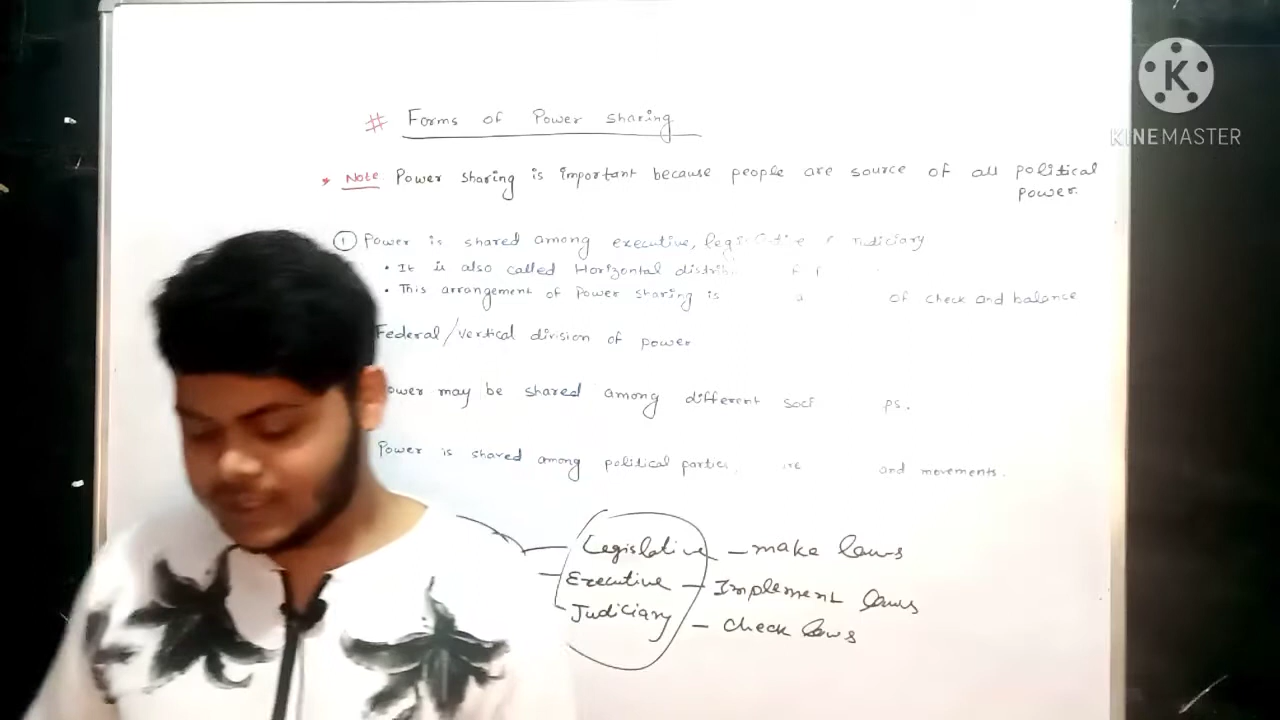 # Forms of Power sharing
* Note Power sharing is important because people are source of all political
power.
① Power is shared among executive, legislative & Judiciary
• It is also called Horizontal
• This arrangement of Power sharing is of check and balance
Federal/vertical division of power
may be shared among different
Power is shared among political and movements.
Legislative – make laws
Executive – Implement laws
Judiciary – check laws
K
KINEMASTER